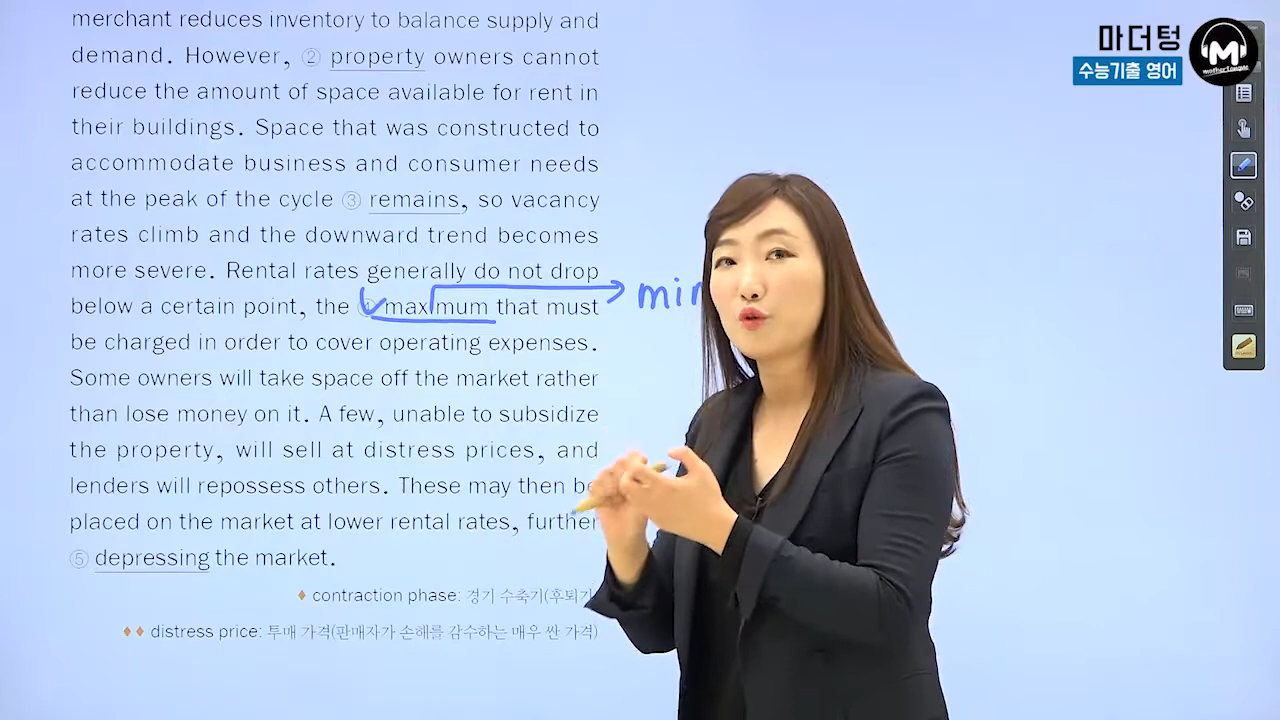 merchant reduces inventory to balance supply and
demand. However, ② property owners cannot
reduce the amount of space available for rent in
their buildings. Space that was constructed to
accommodate business and consumer needs
at the peak of the cycle ③ remains, so vacancy
rates climb and the downward trend becomes
more severe. Rental rates generally do not drop
below a certain point, the maximum that must
be charged in order to cover operating expenses.
Some owners will take space off the market rather
than lose money on it. A few, unable to subsidize
the property, will sell at distress prices, and
lenders will repossess others. These may then be
placed on the market at lower rental rates, further
⑤ depressing the market.
♦ contraction phase: 경기 수축기(후퇴기
♦♦ distress price: 투매 가격(판매자가 손해를 감수하는 매우 싼 가격)
min
마더텅
수능기출 영어
M
mothertongue